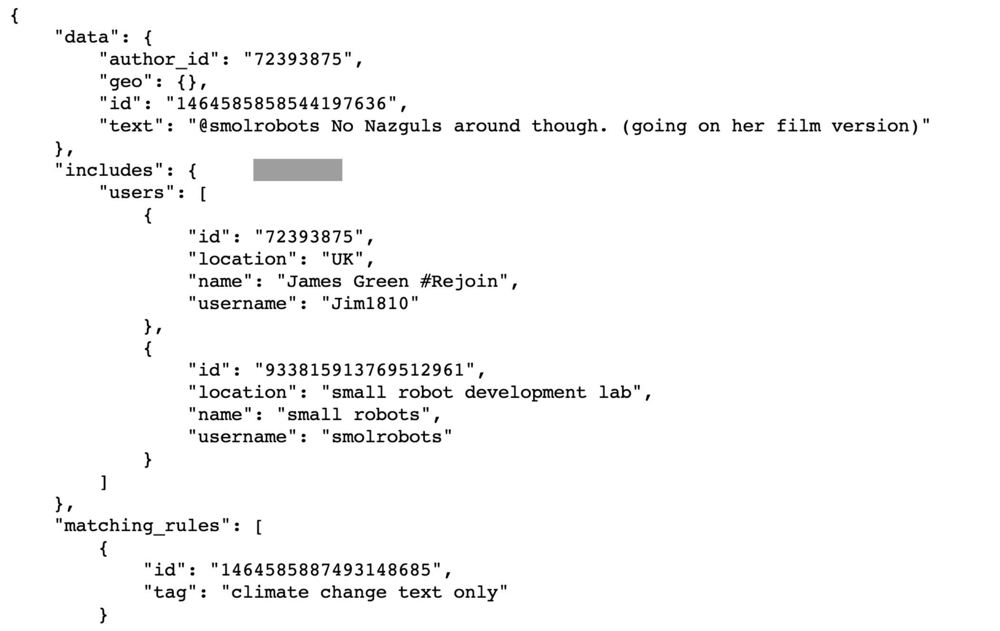 {
"data": {
"author_id": "72393875",
"geo": {},
"id": "1464585858544197636",
"text": "@smolrobots No Nazguls around though. (going on her film version)"
},
"includes": {
"users": [
{
"id": "72393875",
"location": "UK",
"name": "James Green #Rejoin",
"username": "Jim1810"
},
{
"id": "933815913769512961",
"location": "small robot development lab",
"name": "small robots",
"username": "smolrobots"
}
]
},
"matching_rules": [
{
"id": "1464585887493148685",
"tag": "climate change text only"
}